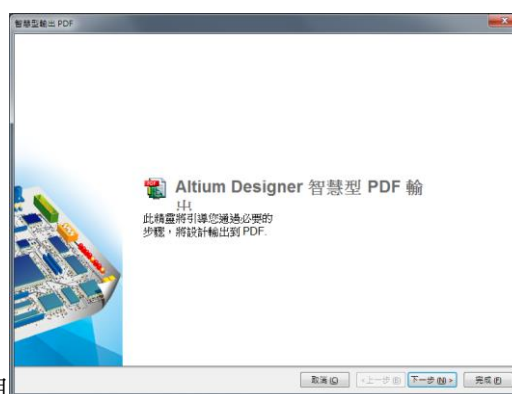 智慧型輸出 PDF
Altium Designer 智慧型 PDF 輸
出
此精靈將引導您通過必要的
步驟，將設計輸出到 PDF.
取消(C) <上一步(B) 下一步(N)> 完成(F)